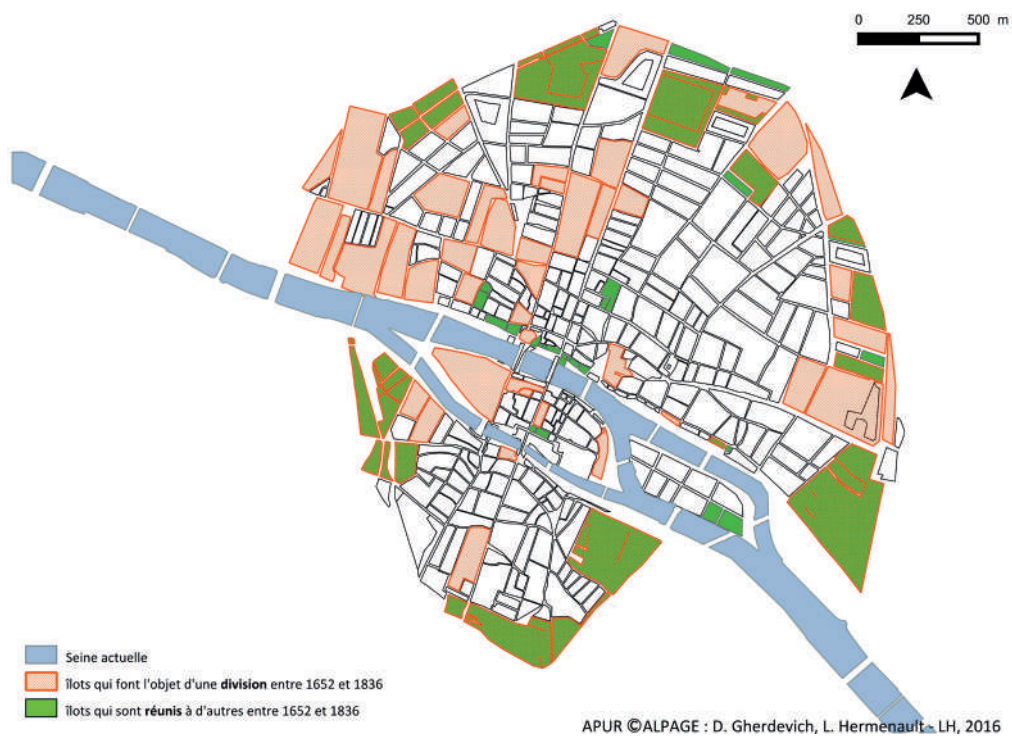 0 250 500 m
Seine actuelle
îlots qui font l'objet d'une division entre 1652 et 1836
îlots qui sont réunis à d'autres entre 1652 et 1836
APUR ©ALPAGE : D. Gherdevich, L. Hermenault - LH, 2016